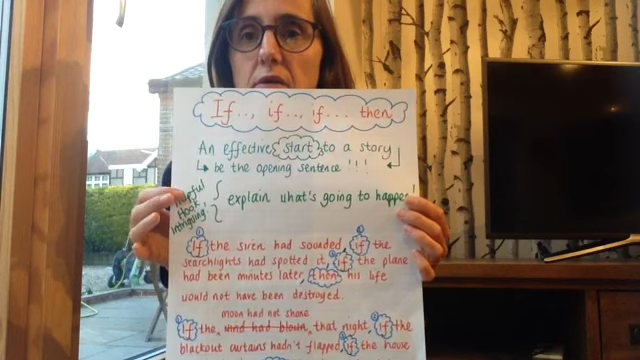 If.., if.., if... then
An effective start to a story
be the opening sentence !!!
Helpful
Hook
Intriguing
explain what's going to happen!
If the siren had sounded, if the
searchlights had spotted it, if the plane
had been minutes later, then his life
would not have been destroyed.
moon had not shone
If the wind had blown that night, if the
blackout curtains hadn't flapped, if the house